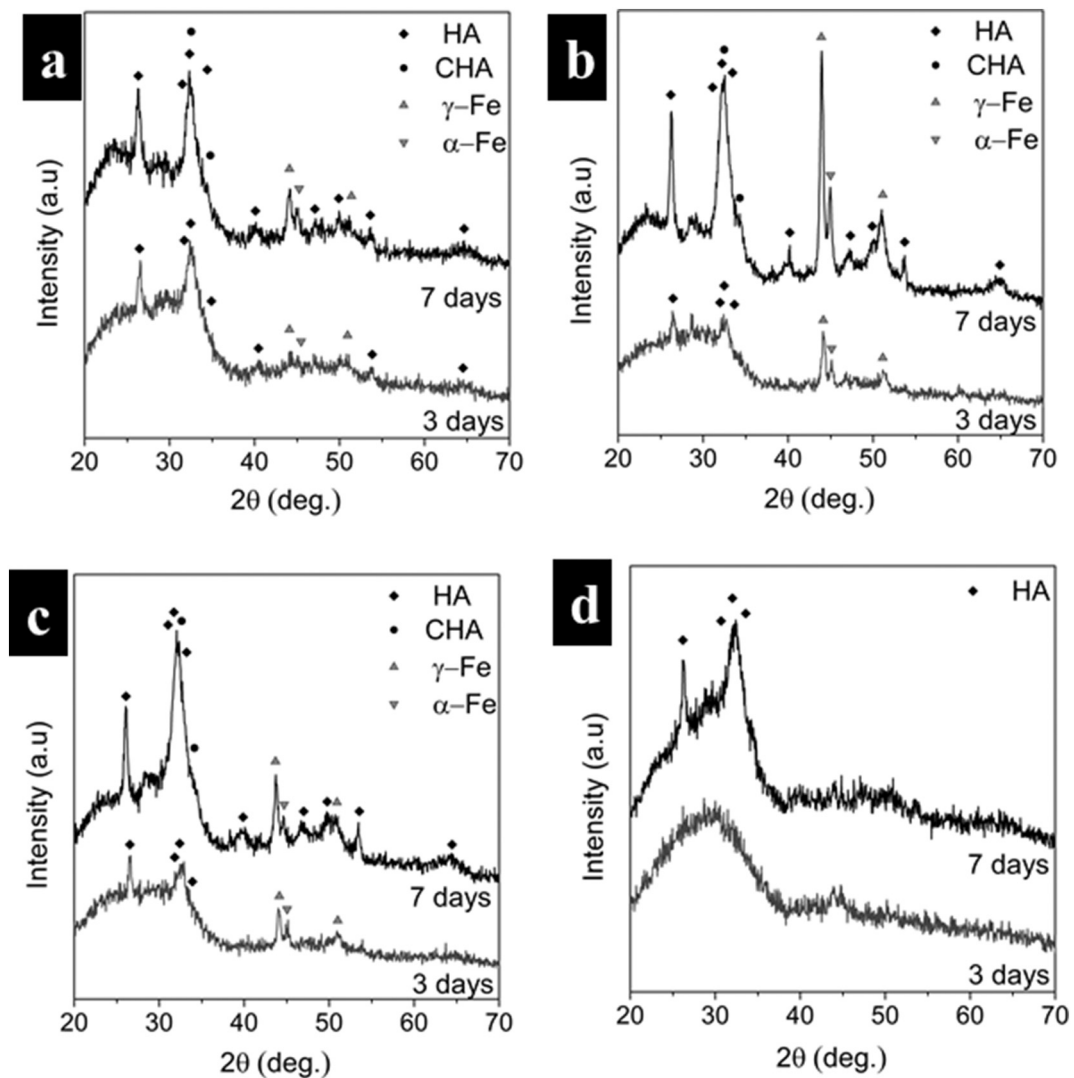 a
HA
CHA
γ–Fe
α–Fe
Intensity (a.u)
7 days
3 days
20 30 40 50 60 70
2θ (deg.)
b
HA
CHA
γ–Fe
α–Fe
Intensity (a.u)
7 days
3 days
20 30 40 50 60 70
2θ (deg.)
c
HA
CHA
γ–Fe
α–Fe
Intensity (a.u)
7 days
3 days
20 30 40 50 60 70
2θ (deg.)
d
HA
Intensity (a.u)
7 days
3 days
20 30 40 50 60 70
2θ (deg.)